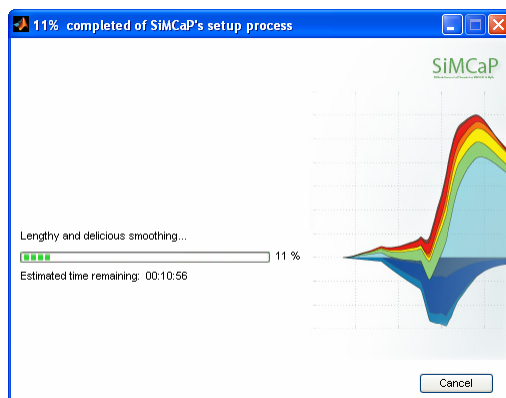 11% completed of SiMCaP's setup process
SiMCaP
Lengthy and delicious smoothing...
11 %
Estimated time remaining: 00:10:56
Cancel